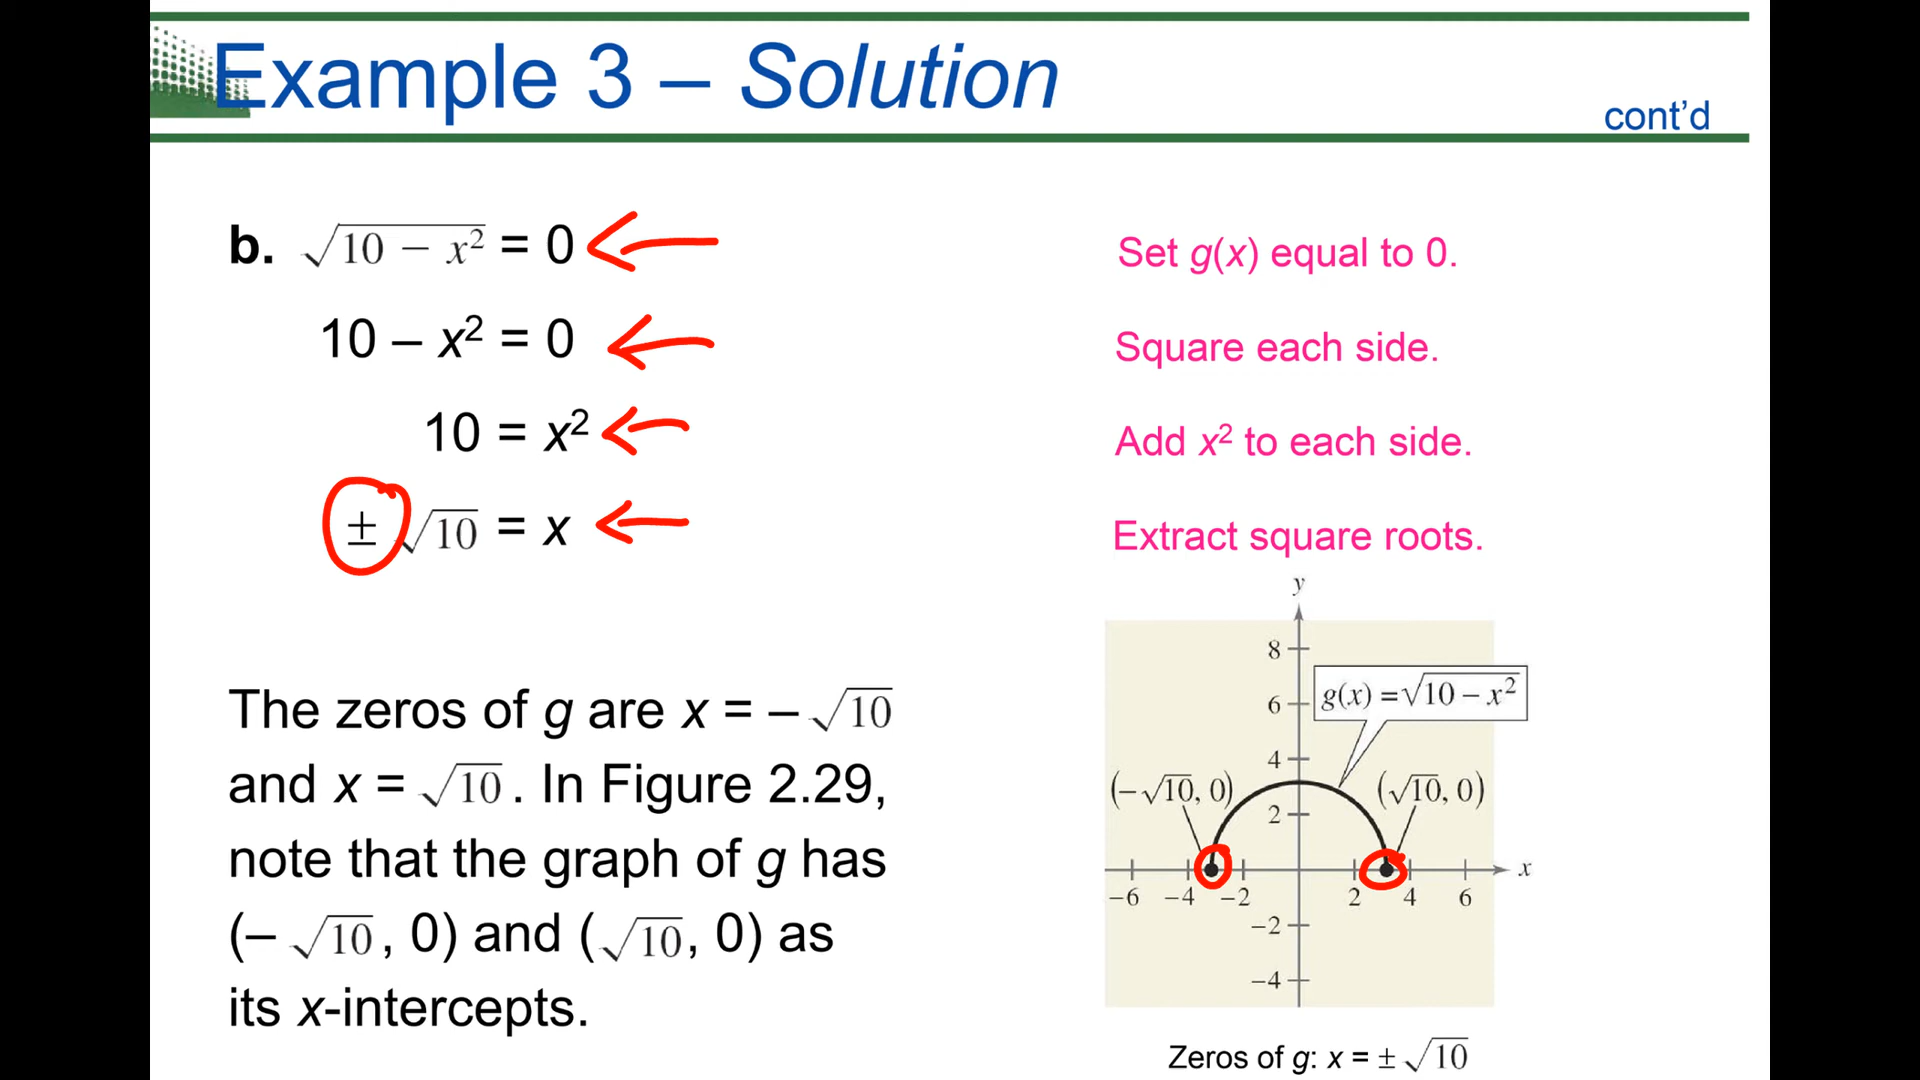 Example 3 – Solution
cont’d
b. √10 − x² = 0
Set g(x) equal to 0.
10 – x² = 0
Square each side.
10 = x²
Add x² to each side.
± √10 = x
Extract square roots.
The zeros of g are x = – √10
and x = √10 . In Figure 2.29,
note that the graph of g has
(– √10 , 0) and (√10 , 0) as
its x-intercepts.
y
8
g(x) = √10 – x²
6
4
(−√10, 0)
(√10, 0)
2
x
−6 −4 −2 2 4 6
−2
−4
Zeros of g: x = ± √10